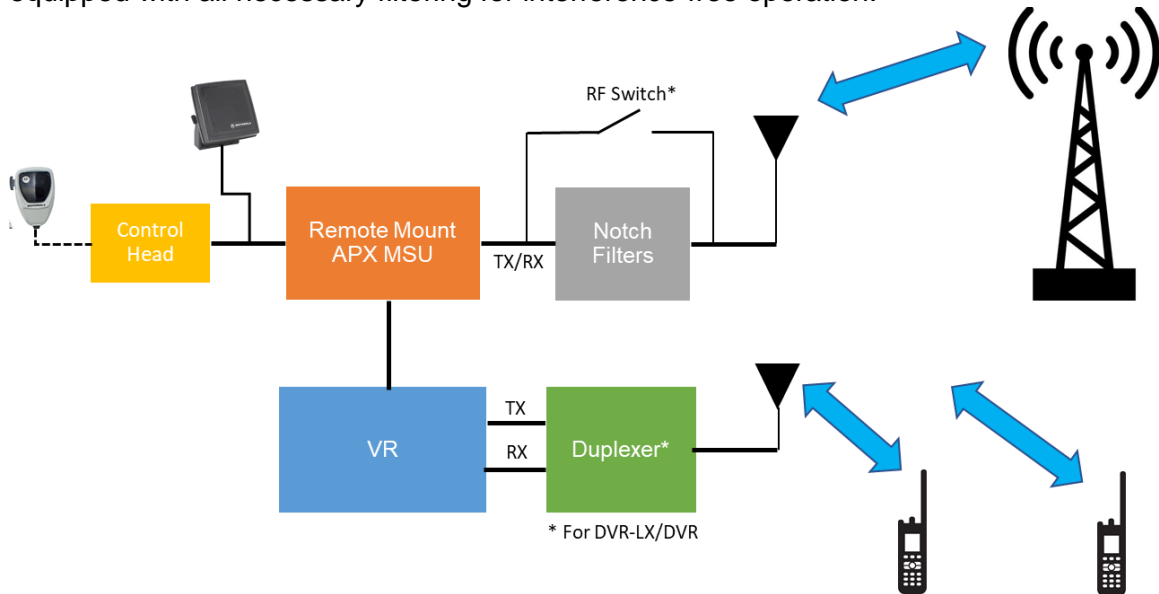 equipped with all necessary filtering for interference-free operation.
RF Switch*
Control
Head
Remote Mount
APX MSU
TX/RX
Notch
Filters
VR
TX
RX
Duplexer*
* For DVR-LX/DVR